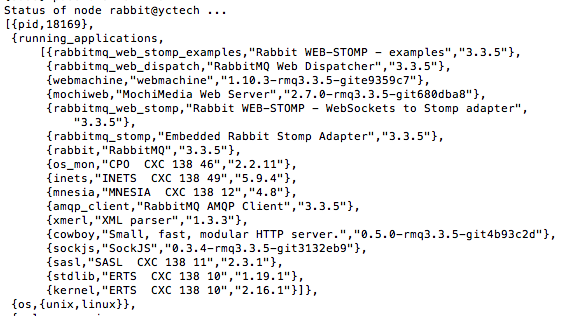 Status of node rabbit@yctech ...
[{pid,18169},
{running_applications,
[{rabbitmq_web_stomp_examples,"Rabbit WEB-STOMP - examples","3.3.5"},
{rabbitmq_web_dispatch,"RabbitMQ Web Dispatcher","3.3.5"},
{webmachine,"webmachine","1.10.3-rmq3.3.5-gite9359c7"},
{mochiweb,"MochiMedia Web Server","2.7.0-rmq3.3.5-git680dba8"},
{rabbitmq_web_stomp,"Rabbit WEB-STOMP - WebSockets to Stomp adapter",
"3.3.5"},
{rabbitmq_stomp,"Embedded Rabbit Stomp Adapter","3.3.5"},
{rabbit,"RabbitMQ","3.3.5"},
{os_mon,"CPO  CXC 138 46","2.2.11"},
{inets,"INETS  CXC 138 49","5.9.4"},
{mnesia,"MNESIA  CXC 138 12","4.8"},
{amqp_client,"RabbitMQ AMQP Client","3.3.5"},
{xmerl,"XML parser","1.3.3"},
{cowboy,"Small, fast, modular HTTP server.","0.5.0-rmq3.3.5-git4b93c2d"},
{sockjs,"SockJS","0.3.4-rmq3.3.5-git3132eb9"},
{sasl,"SASL  CXC 138 11","2.3.1"},
{stdlib,"ERTS  CXC 138 10","1.19.1"},
{kernel,"ERTS  CXC 138 10","2.16.1"}]},
{os,{unix,linux}},